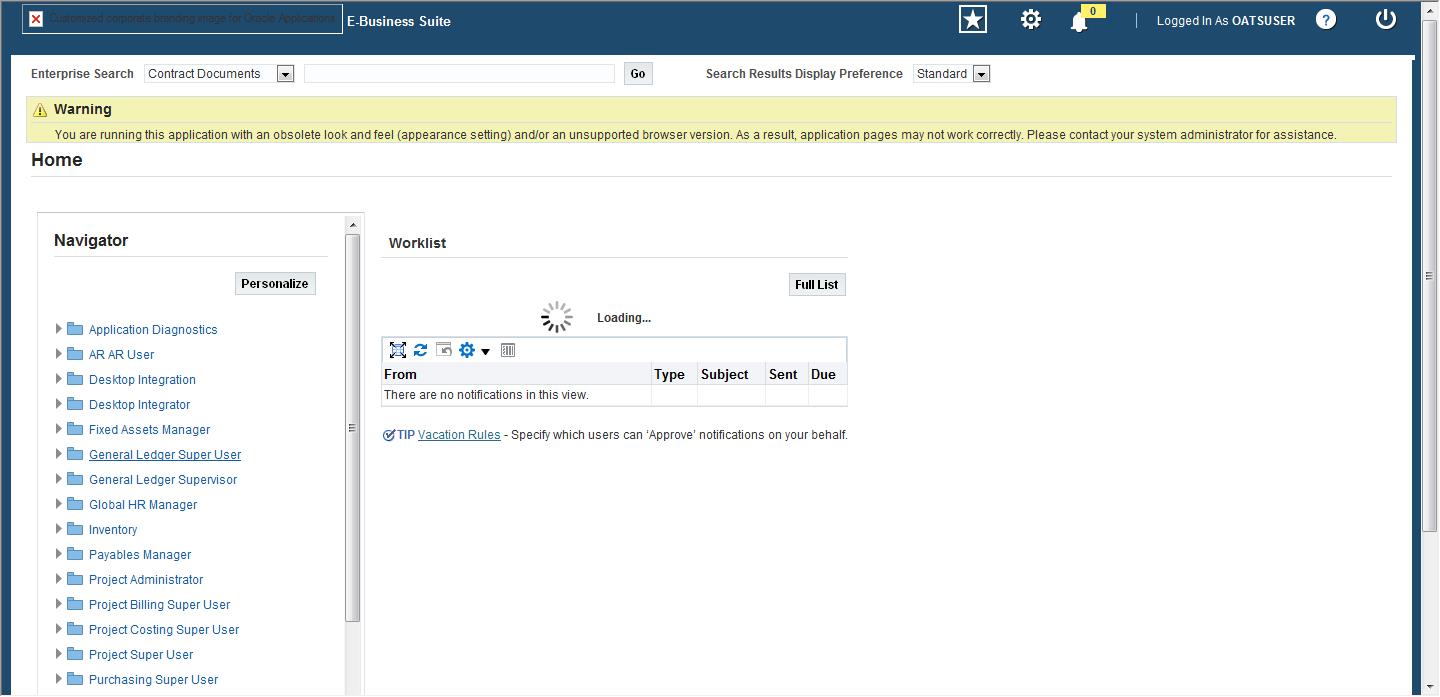 Customized corporate branding image for Oracle Applications
E-Business Suite
0
Logged In As OATSUSER
?
Enterprise Search Contract Documents Go Search Results Display Preference Standard
Warning
You are running this application with an obsolete look and feel (appearance setting) and/or an unsupported browser version. As a result, application pages may not work correctly. Please contact your system administrator for assistance.
Home
Navigator
Personalize
Application Diagnostics
AR AR User
Desktop Integration
Desktop Integrator
Fixed Assets Manager
General Ledger Super User
General Ledger Supervisor
Global HR Manager
Inventory
Payables Manager
Project Administrator
Project Billing Super User
Project Costing Super User
Project Super User
Purchasing Super User
Worklist
Full List
Loading...
From Type Subject Sent Due
There are no notifications in this view.
TIP Vacation Rules - Specify which users can ‘Approve’ notifications on your behalf.